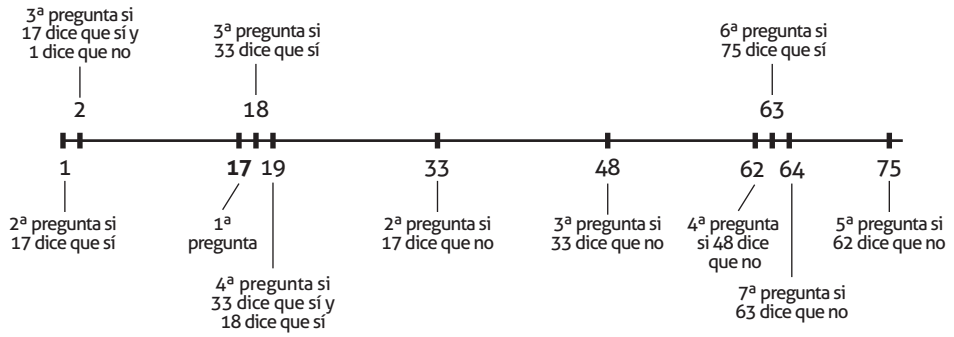 3ª pregunta si
17 dice que sí y
1 dice que no
3ª pregunta si
33 dice que sí
6ª pregunta si
75 dice que sí
2
18
63
1
17
19
33
48
62
64
75
2ª pregunta si
17 dice que sí
1ª
pregunta
2ª pregunta si
17 dice que no
3ª pregunta si
33 dice que no
4ª pregunta
si 48 dice
que no
5ª pregunta si
62 dice que no
4ª pregunta si
33 dice que sí y
18 dice que sí
7ª pregunta si
63 dice que no